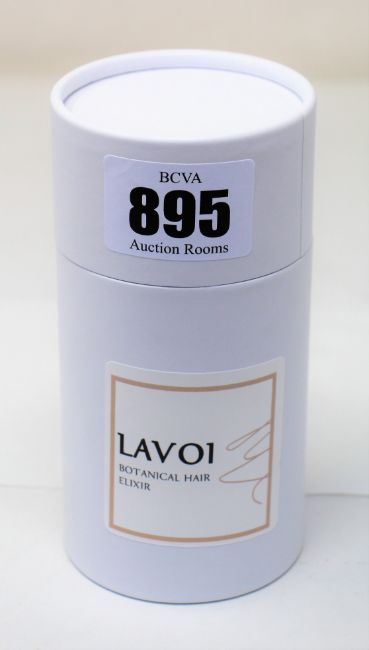 BCVA
895
Auction Rooms
LAVOI
BOTANICAL HAIR
ELIXIR